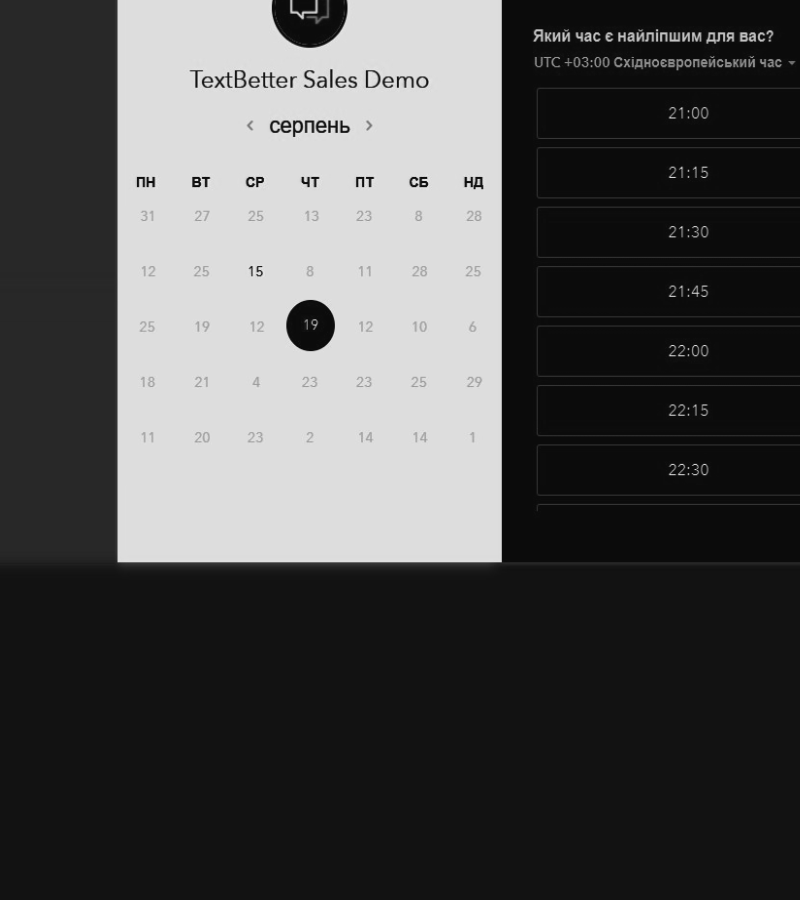 TextBetter Sales Demo
серпень
ПН ВТ СР ЧТ ПТ СБ НД
31 27 25 13 23 8 28
12 25 15 8 11 28 25
25 19 12 19 12 10 6
18 21 4 23 23 25 29
11 20 23 2 14 14 1
Який час є найліпшим для вас?
UTC +03:00 Східноєвропейський час
21:00
21:15
21:30
21:45
22:00
22:15
22:30